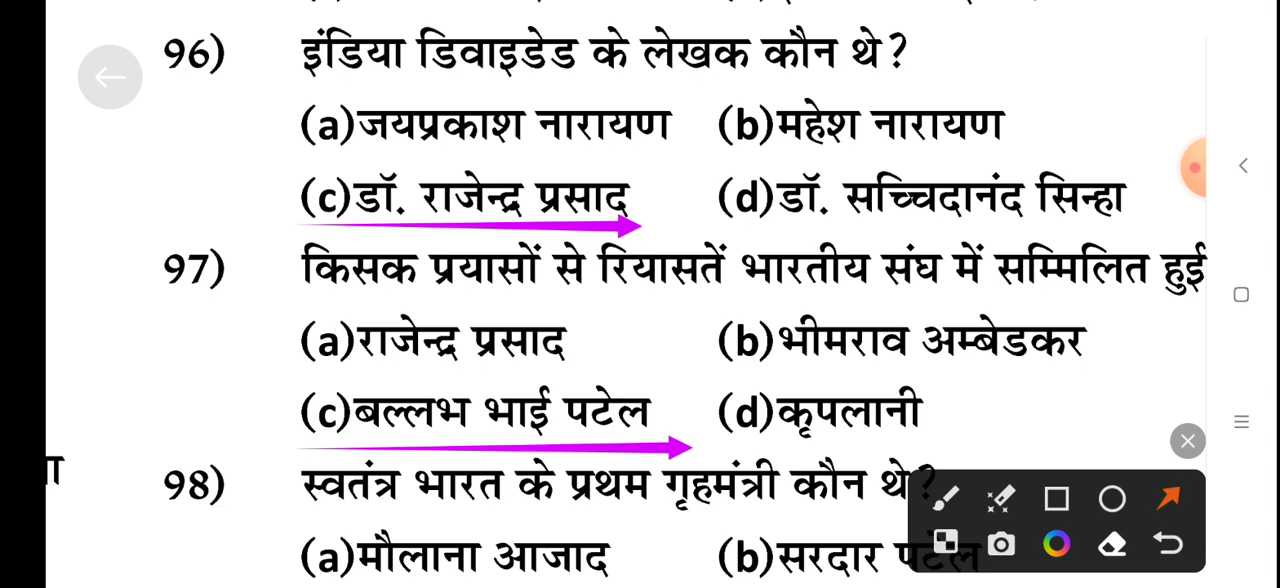 96) इंडिया डिवाइडेड के लेखक कौन थे?
(a)जयप्रकाश नारायण (b)महेश नारायण
(c)डॉ. राजेन्द्र प्रसाद (d)डॉ. सच्चिदानंद सिन्हा
97) किसक प्रयासों से रियासतें भारतीय संघ में सम्मिलित हुई
(a)राजेन्द्र प्रसाद (b)भीमराव अम्बेडकर
(c)बल्लभ भाई पटेल (d)कृपलानी
98) स्वतंत्र भारत के प्रथम गृहमंत्री कौन थे?
(a)मौलाना आजाद (b)सरदार पटेल